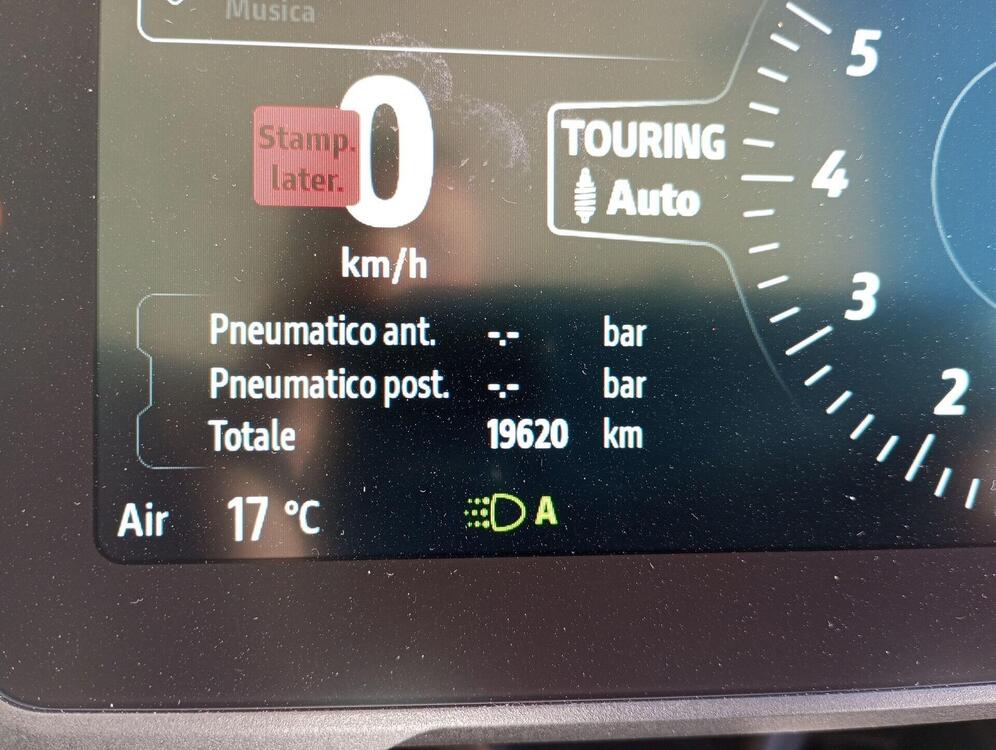 Musica
0
Stamp.
later.
km/h
TOURING
Auto
5
4
3
2
Pneumatico ant. -.- bar
Pneumatico post. -.- bar
Totale 19620 km
Air 17 °C
A